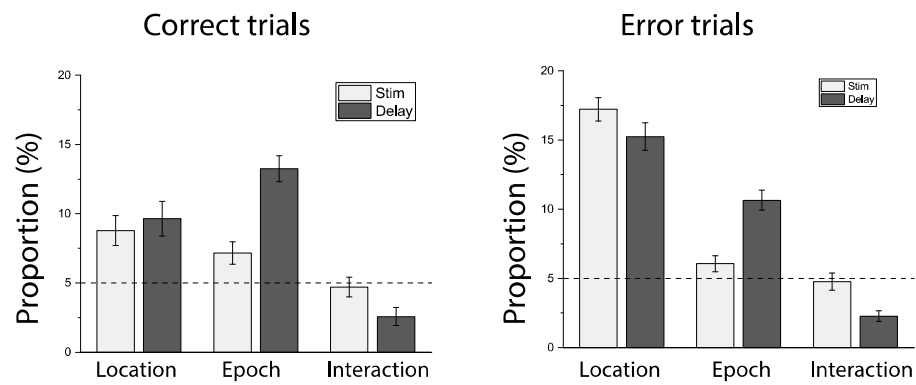 Correct trials
Proportion (%)
20
15
10
5
0
Stim
Delay
Location Epoch Interaction
Error trials
Proportion (%)
20
15
10
5
0
Stim
Delay
Location Epoch Interaction